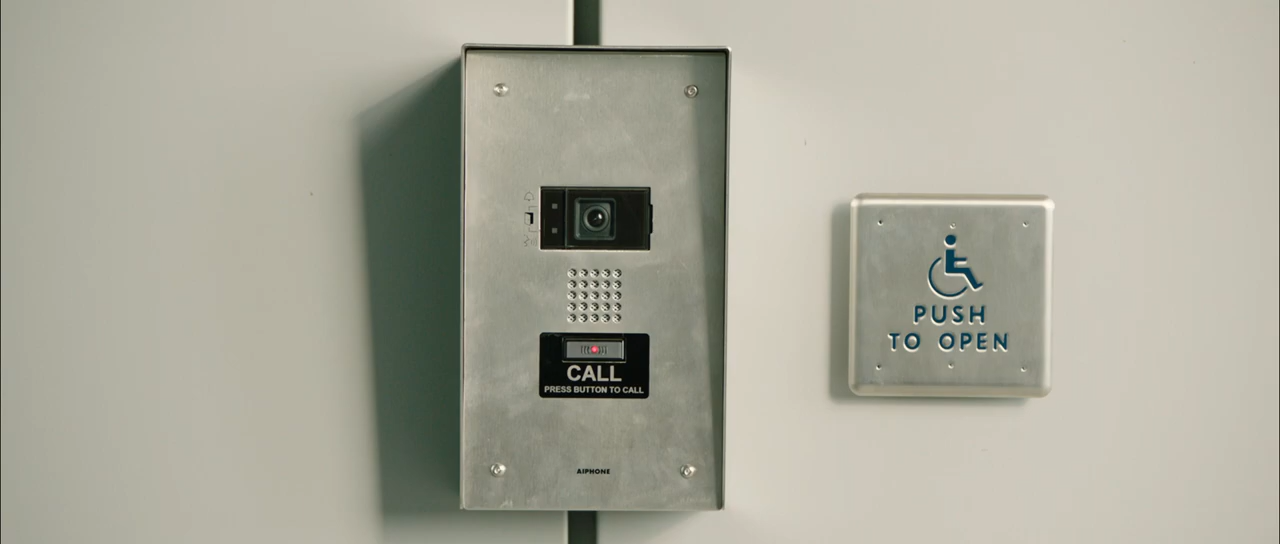 CALL
PRESS BUTTON TO CALL
AIPHONE
PUSH
TO OPEN